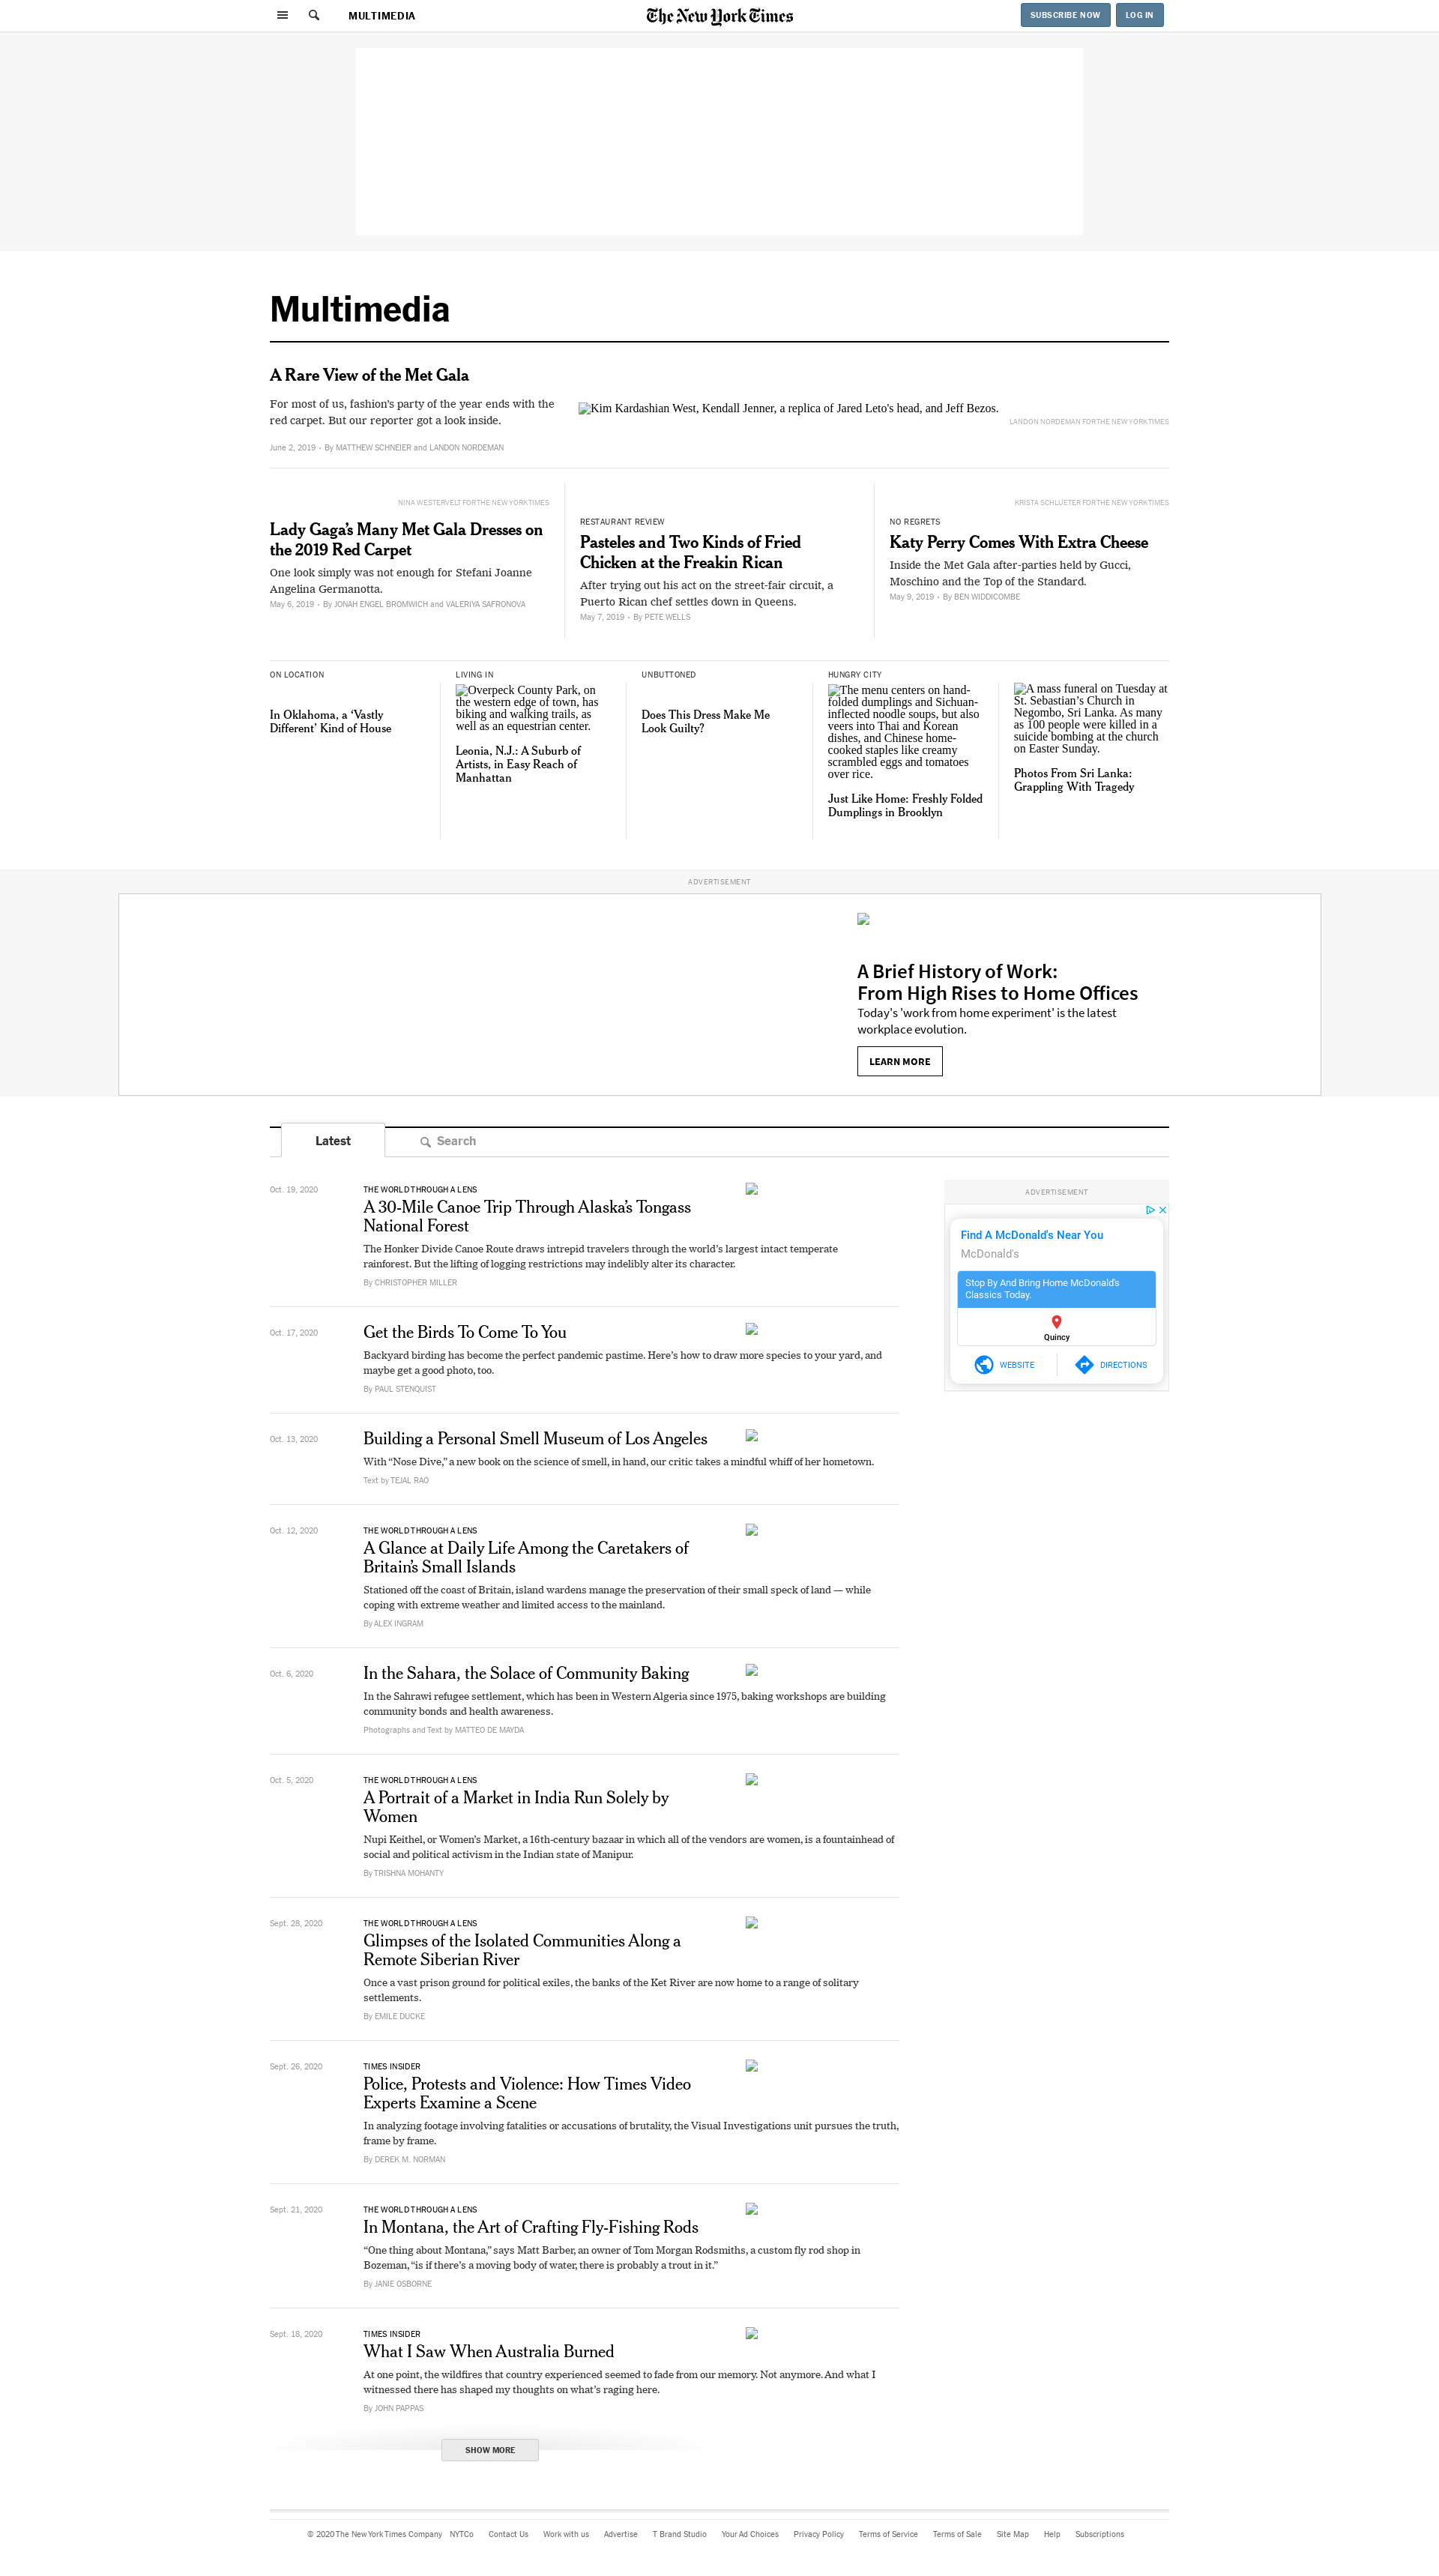 MULTIMEDIA
The New York Times
SUBSCRIBE NOW
LOG IN
Multimedia
A Rare View of the Met Gala
For most of us, fashion's party of the year ends with the
red carpet. But our reporter got a look inside.
June 2, 2019 • By MATTHEW SCHNEIER and LANDON NORDEMAN
Kim Kardashian West, Kendall Jenner, a replica of Jared Leto's head, and Jeff Bezos.
LANDON NORDEMAN FOR THE NEW YORK TIMES
NINA WESTERVELT FOR THE NEW YORK TIMES
Lady Gaga's Many Met Gala Dresses on
the 2019 Red Carpet
One look simply was not enough for Stefani Joanne
Angelina Germanotta.
May 6, 2019 • By JONAH ENGEL BROMWICH and VALERIYA SAFRONOVA
RESTAURANT REVIEW
Pasteles and Two Kinds of Fried
Chicken at the Freakin Rican
After trying out his act on the street-fair circuit, a
Puerto Rican chef settles down in Queens.
May 7, 2019 • By PETE WELLS
KRISTA SCHLUETER FOR THE NEW YORK TIMES
NO REGRETS
Katy Perry Comes With Extra Cheese
Inside the Met Gala after-parties held by Gucci,
Moschino and the Top of the Standard.
May 9, 2019 • By BEN WIDDICOMBE
ON LOCATION
In Oklahoma, a ‘Vastly
Different’ Kind of House
LIVING IN
Overpeck County Park, on
the western edge of town, has
biking and walking trails, as
well as an equestrian center.
Leonia, N.J.: A Suburb of
Artists, in Easy Reach of
Manhattan
UNBUTTONED
Does This Dress Make Me
Look Guilty?
HUNGRY CITY
The menu centers on hand-
folded dumplings and Sichuan-
inflected noodle soups, but also
veers into Thai and Korean
dishes, and Chinese home-
cooked staples like creamy
scrambled eggs and tomatoes
over rice.
Just Like Home: Freshly Folded
Dumplings in Brooklyn
A mass funeral on Tuesday at
St. Sebastian’s Church in
Negombo, Sri Lanka. As many
as 100 people were killed in a
suicide bombing at the church
on Easter Sunday.
Photos From Sri Lanka:
Grappling With Tragedy
ADVERTISEMENT
A Brief History of Work:
From High Rises to Home Offices
Today's 'work from home experiment' is the latest
workplace evolution.
LEARN MORE
Latest
Search
Oct. 19, 2020
THE WORLD THROUGH A LENS
A 30-Mile Canoe Trip Through Alaska’s Tongass
National Forest
The Honker Divide Canoe Route draws intrepid travelers through the world’s largest intact temperate
rainforest. But the lifting of logging restrictions may indelibly alter its character.
By CHRISTOPHER MILLER
ADVERTISEMENT
Find A McDonald's Near You
McDonald's
Stop By And Bring Home McDonald's
Classics Today.
Quincy
WEBSITE
DIRECTIONS
Oct. 17, 2020
Get the Birds To Come To You
Backyard birding has become the perfect pandemic pastime. Here’s how to draw more species to your yard, and
maybe get a good photo, too.
By PAUL STENQUIST
Oct. 13, 2020
Building a Personal Smell Museum of Los Angeles
With “Nose Dive,” a new book on the science of smell, in hand, our critic takes a mindful whiff of her hometown.
Text by TEJAL RAO
Oct. 12, 2020
THE WORLD THROUGH A LENS
A Glance at Daily Life Among the Caretakers of
Britain’s Small Islands
Stationed off the coast of Britain, island wardens manage the preservation of their small speck of land — while
coping with extreme weather and limited access to the mainland.
By ALEX INGRAM
Oct. 6, 2020
In the Sahara, the Solace of Community Baking
In the Sahrawi refugee settlement, which has been in Western Algeria since 1975, baking workshops are building
community bonds and health awareness.
Photographs and Text by MATTEO DE MAYDA
Oct. 5, 2020
THE WORLD THROUGH A LENS
A Portrait of a Market in India Run Solely by
Women
Nupi Keithel, or Women’s Market, a 16th-century bazaar in which all of the vendors are women, is a fountainhead of
social and political activism in the Indian state of Manipur.
By TRISHNA MOHANTY
Sept. 28, 2020
THE WORLD THROUGH A LENS
Glimpses of the Isolated Communities Along a
Remote Siberian River
Once a vast prison ground for political exiles, the banks of the Ket River are now home to a range of solitary
settlements.
By EMILE DUCKE
Sept. 26, 2020
TIMES INSIDER
Police, Protests and Violence: How Times Video
Experts Examine a Scene
In analyzing footage involving fatalities or accusations of brutality, the Visual Investigations unit pursues the truth,
frame by frame.
By DEREK M. NORMAN
Sept. 21, 2020
THE WORLD THROUGH A LENS
In Montana, the Art of Crafting Fly-Fishing Rods
“One thing about Montana,” says Matt Barber, an owner of Tom Morgan Rodsmiths, a custom fly rod shop in
Bozeman, “is if there’s a moving body of water, there is probably a trout in it.”
By JANIE OSBORNE
Sept. 18, 2020
TIMES INSIDER
What I Saw When Australia Burned
At one point, the wildfires that country experienced seemed to fade from our memory. Not anymore. And what I
witnessed there has shaped my thoughts on what’s raging here.
By JOHN PAPPAS
SHOW MORE
© 2020 The New York Times Company NYTCo Contact Us Work with us Advertise T Brand Studio Your Ad Choices Privacy Policy Terms of Service Terms of Sale Site Map Help Subscriptions